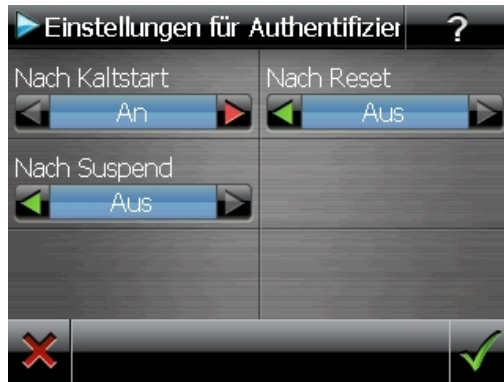 Einstellungen für Authentifizier
?
Nach Kaltstart
Nach Reset
An
Aus
Nach Suspend
Aus